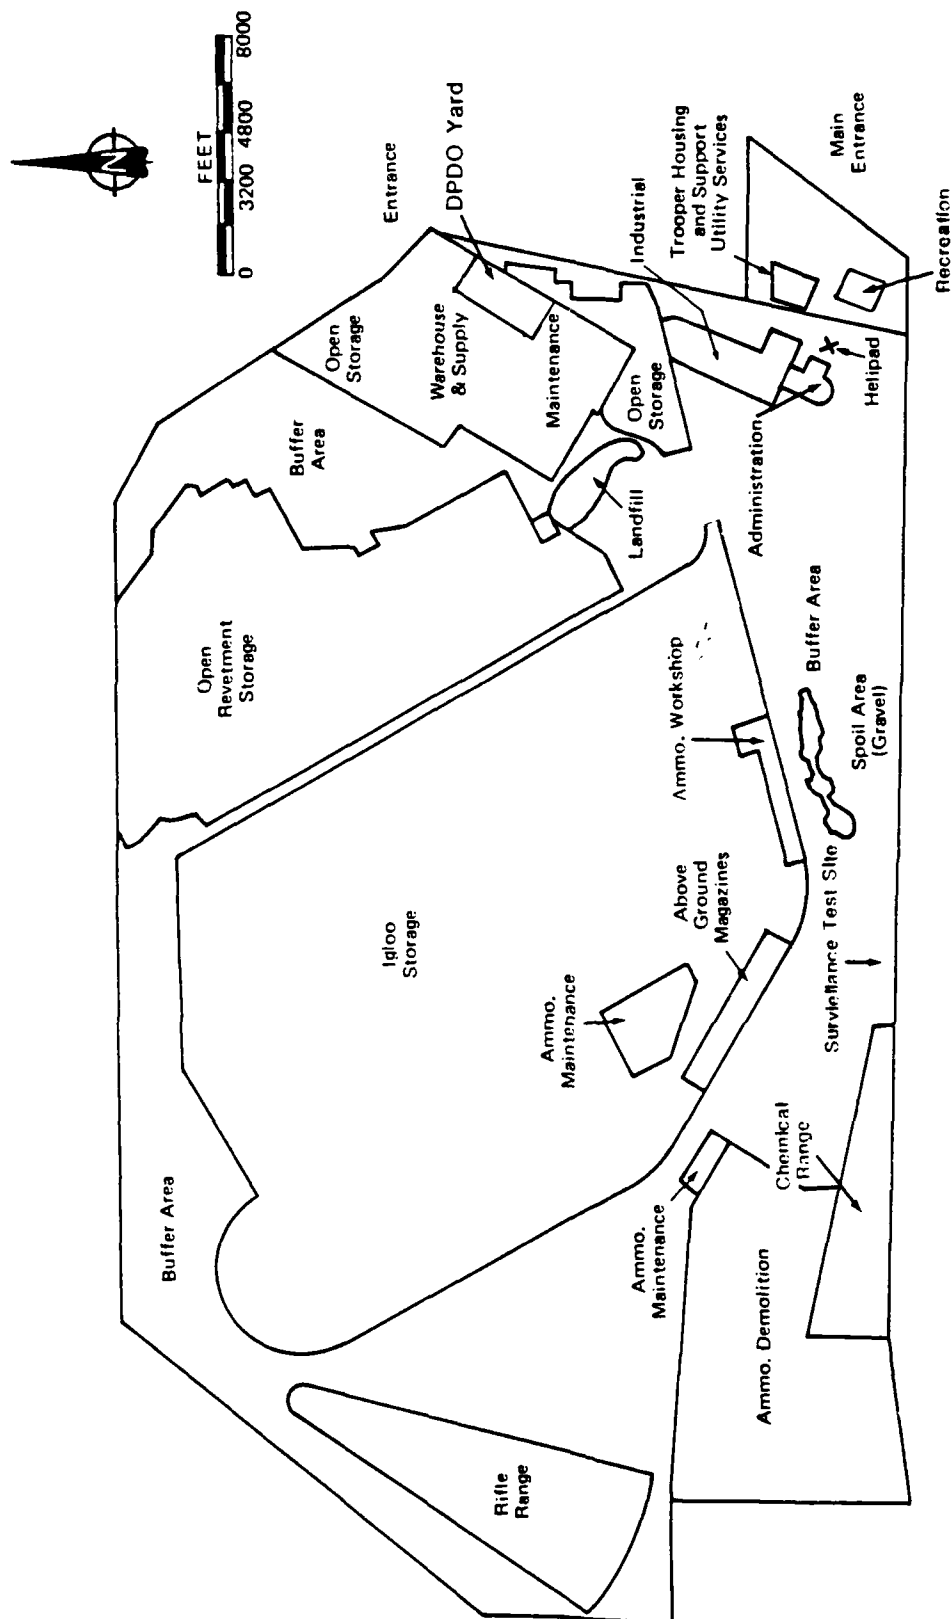 N
FEET
0 3200 4800 8000
Entrance
DPDO Yard
Open
Storage
Warehouse
& Supply
Maintenance
Buffer
Area
Open
Storage
Industrial
Trooper Housing
and Support
Utility Services
Main
Entrance
Recreation
Helipad
Administration
Landfill
Open
Revetment
Storage
Buffer Area
Spoil Area
(Gravel)
Ammo. Workshop
Igloo
Storage
Above
Ground
Magazines
Surviellance Test Site
Ammo.
Maintenance
Chemical
Range
Ammo.
Maintenance
Buffer Area
Ammo. Demolition
Rifle
Range